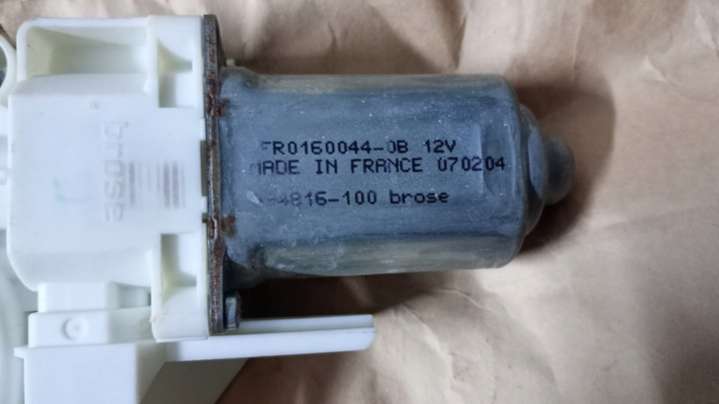 brose
FR0160044-0B 12V
MADE IN FRANCE 070204
4816-100 brose